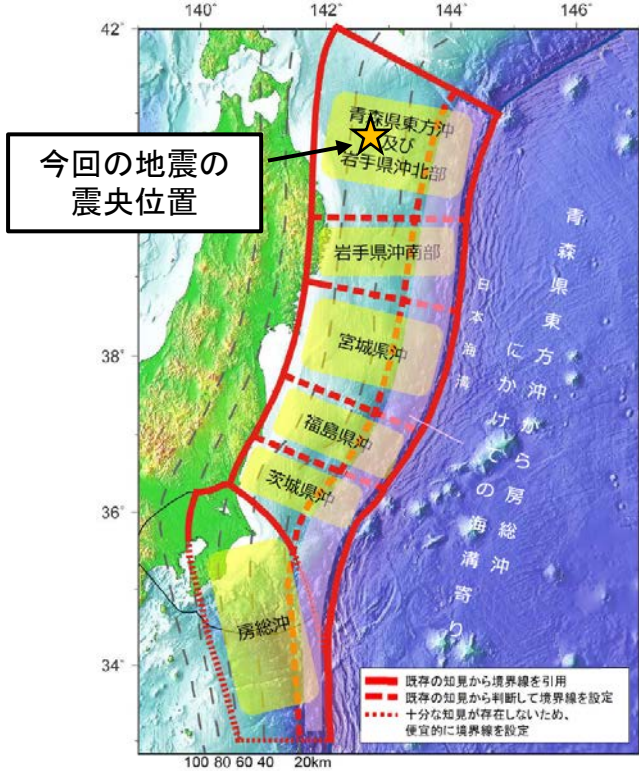 140° 142° 144° 146°
42°
38°
36°
34°
今回の地震の
震央位置
青森県東方沖
及び
岩手県沖北部
岩手県沖南部
宮城県沖
福島県沖
茨城県沖
房総沖
日本海溝
青森県東方沖から房総沖
にかけての海溝寄り
既存の知見から境界線を引用
既存の知見から判断して境界線を設定
十分な知見が存在しないため、
便宜的に境界線を設定
100 80 60 40 20km